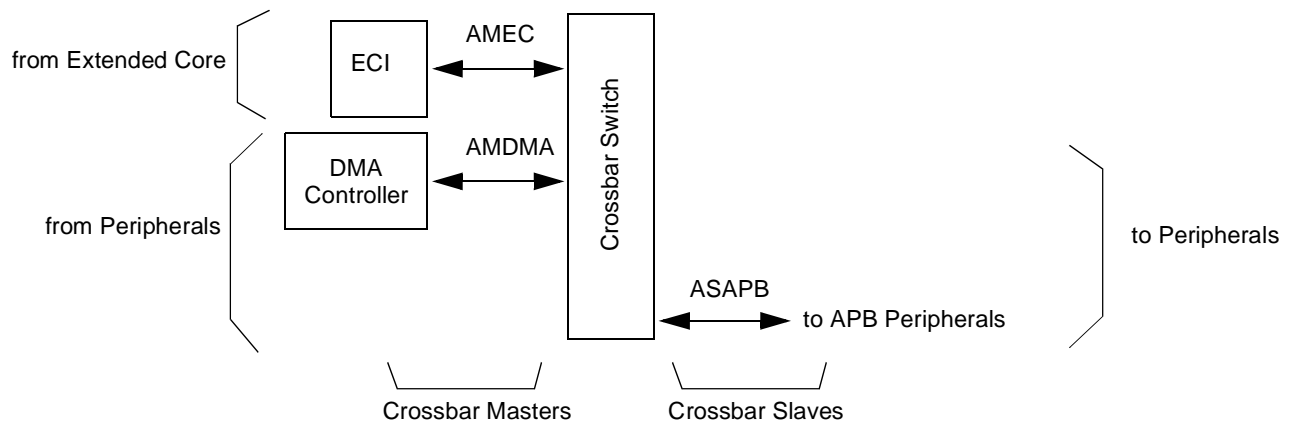 from Extended Core
ECI
AMEC
Crossbar Switch
from Peripherals
DMA
Controller
AMDMA
to Peripherals
ASAPB
to APB Peripherals
Crossbar Masters
Crossbar Slaves